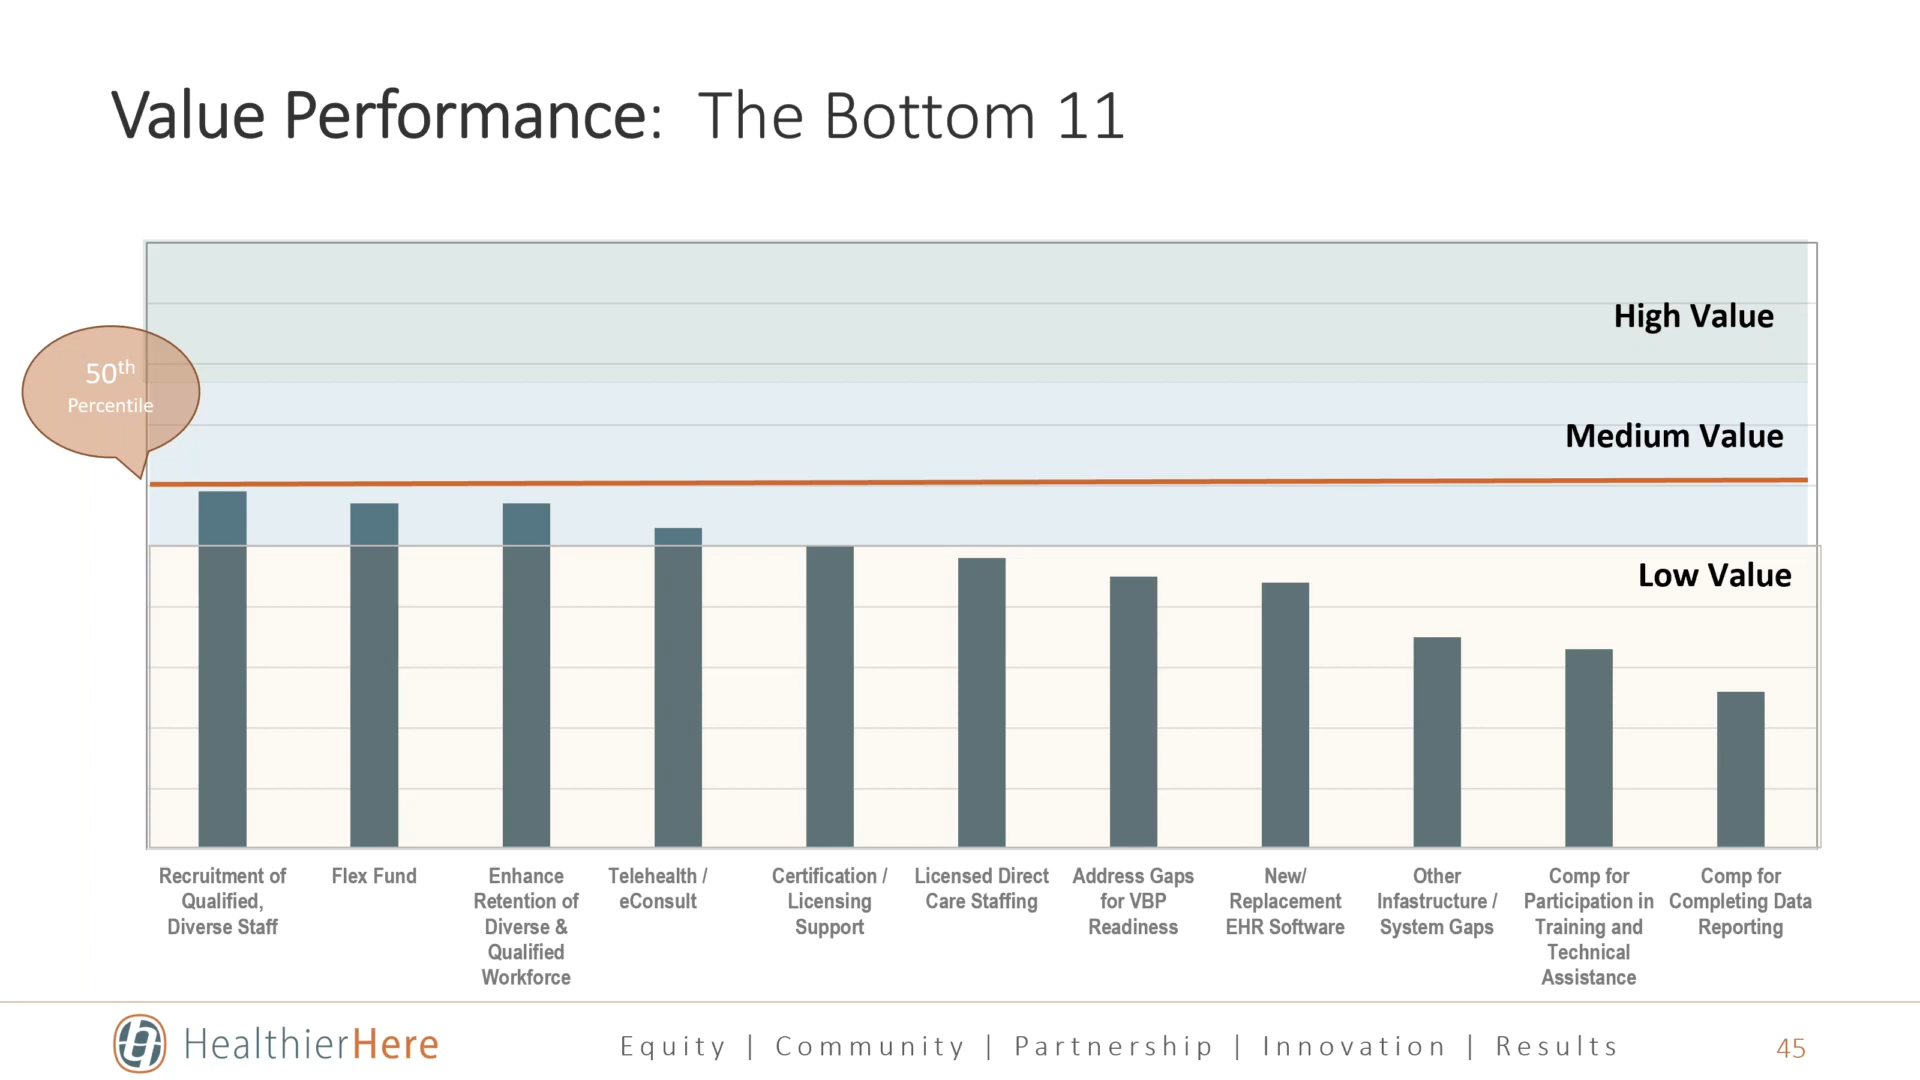 Value Performance: The Bottom 11
High Value
50th
Percentile
Medium Value
Low Value
Recruitment of
Qualified,
Diverse Staff
Flex Fund
Enhance
Retention of
Diverse &
Qualified
Workforce
Telehealth /
eConsult
Certification /
Licensing
Support
Licensed Direct
Care Staffing
Address Gaps
for VBP
Readiness
New/
Replacement
EHR Software
Other
Infastructure /
System Gaps
Comp for
Participation in
Training and
Technical
Assistance
Comp for
Completing Data
Reporting
HealthierHere
Equity | Community | Partnership | Innovation | Results
45